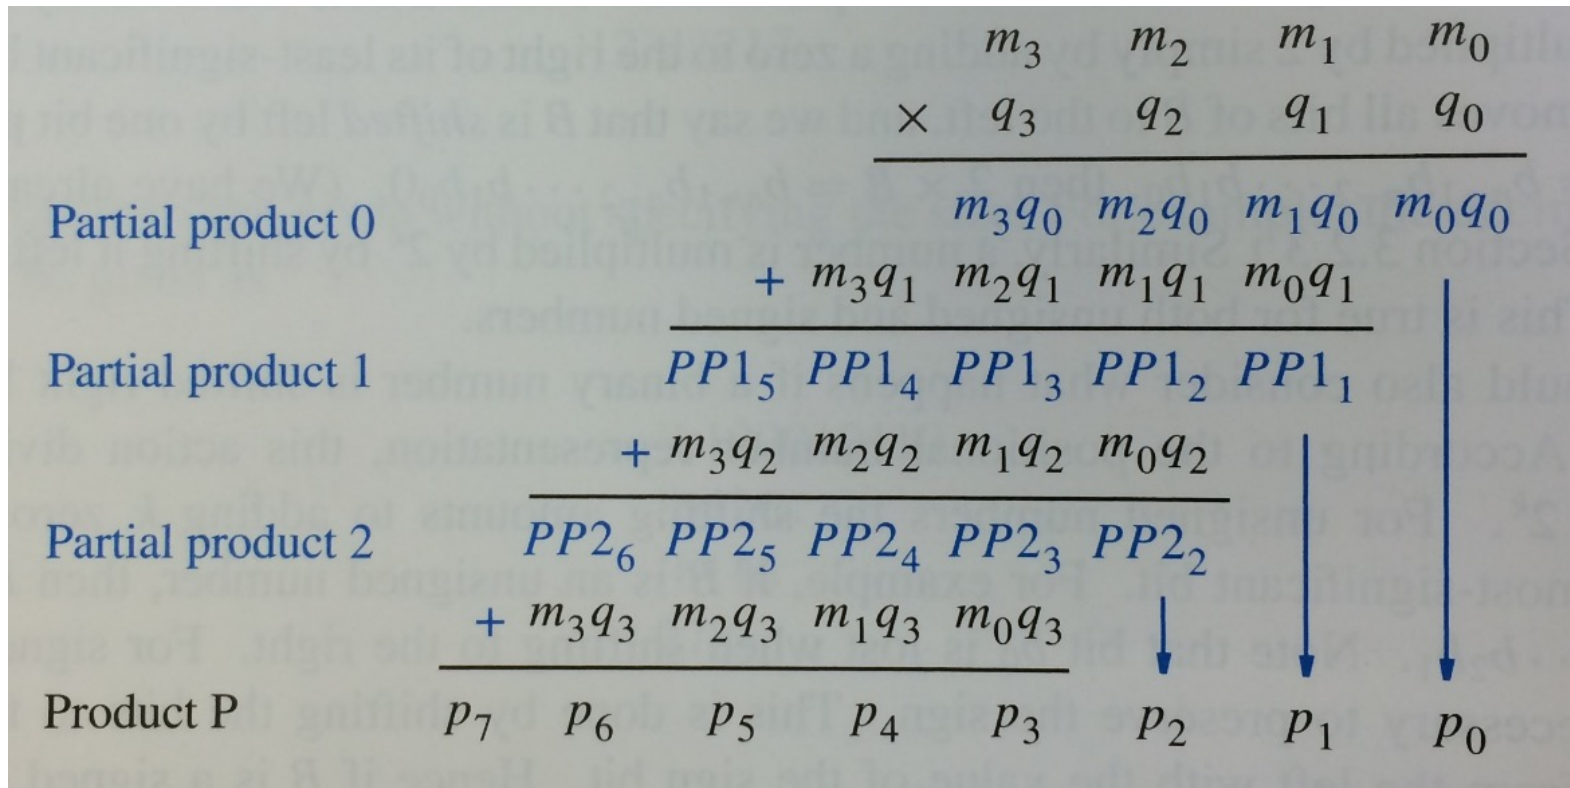 m₃ m₂ m₁ m₀
× q₃ q₂ q₁ q₀
Partial product 0 m₃q₀ m₂q₀ m₁q₀ m₀q₀
+ m₃q₁ m₂q₁ m₁q₁ m₀q₁
Partial product 1 PP1₅ PP1₄ PP1₃ PP1₂ PP1₁
+ m₃q₂ m₂q₂ m₁q₂ m₀q₂
Partial product 2 PP2₆ PP2₅ PP2₄ PP2₃ PP2₂
+ m₃q₃ m₂q₃ m₁q₃ m₀q₃
Product P p₇ p₆ p₅ p₄ p₃ p₂ p₁ p₀